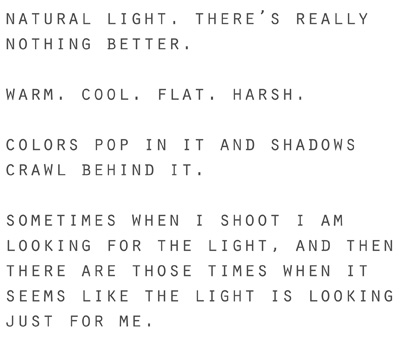 NATURAL LIGHT. THERE'S REALLY
NOTHING BETTER.
WARM. COOL. FLAT. HARSH.
COLORS POP IN IT AND SHADOWS
CRAWL BEHIND IT.
SOMETIMES WHEN I SHOOT I AM
LOOKING FOR THE LIGHT, AND THEN
THERE ARE THOSE TIMES WHEN IT
SEEMS LIKE THE LIGHT IS LOOKING
JUST FOR ME.